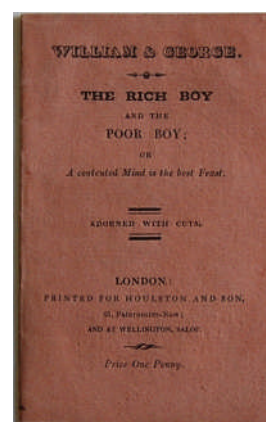 WILLIAM & GEORGE.
THE RICH BOY
AND THE
POOR BOY;
OR
A contented Mind is the best Feast.
ADORNED WITH CUTS.
LONDON:
PRINTED FOR HOULSTON AND SON,
65, Paternoster-Row;
AND AT WELLINGTON, SALOP.
Price One Penny.